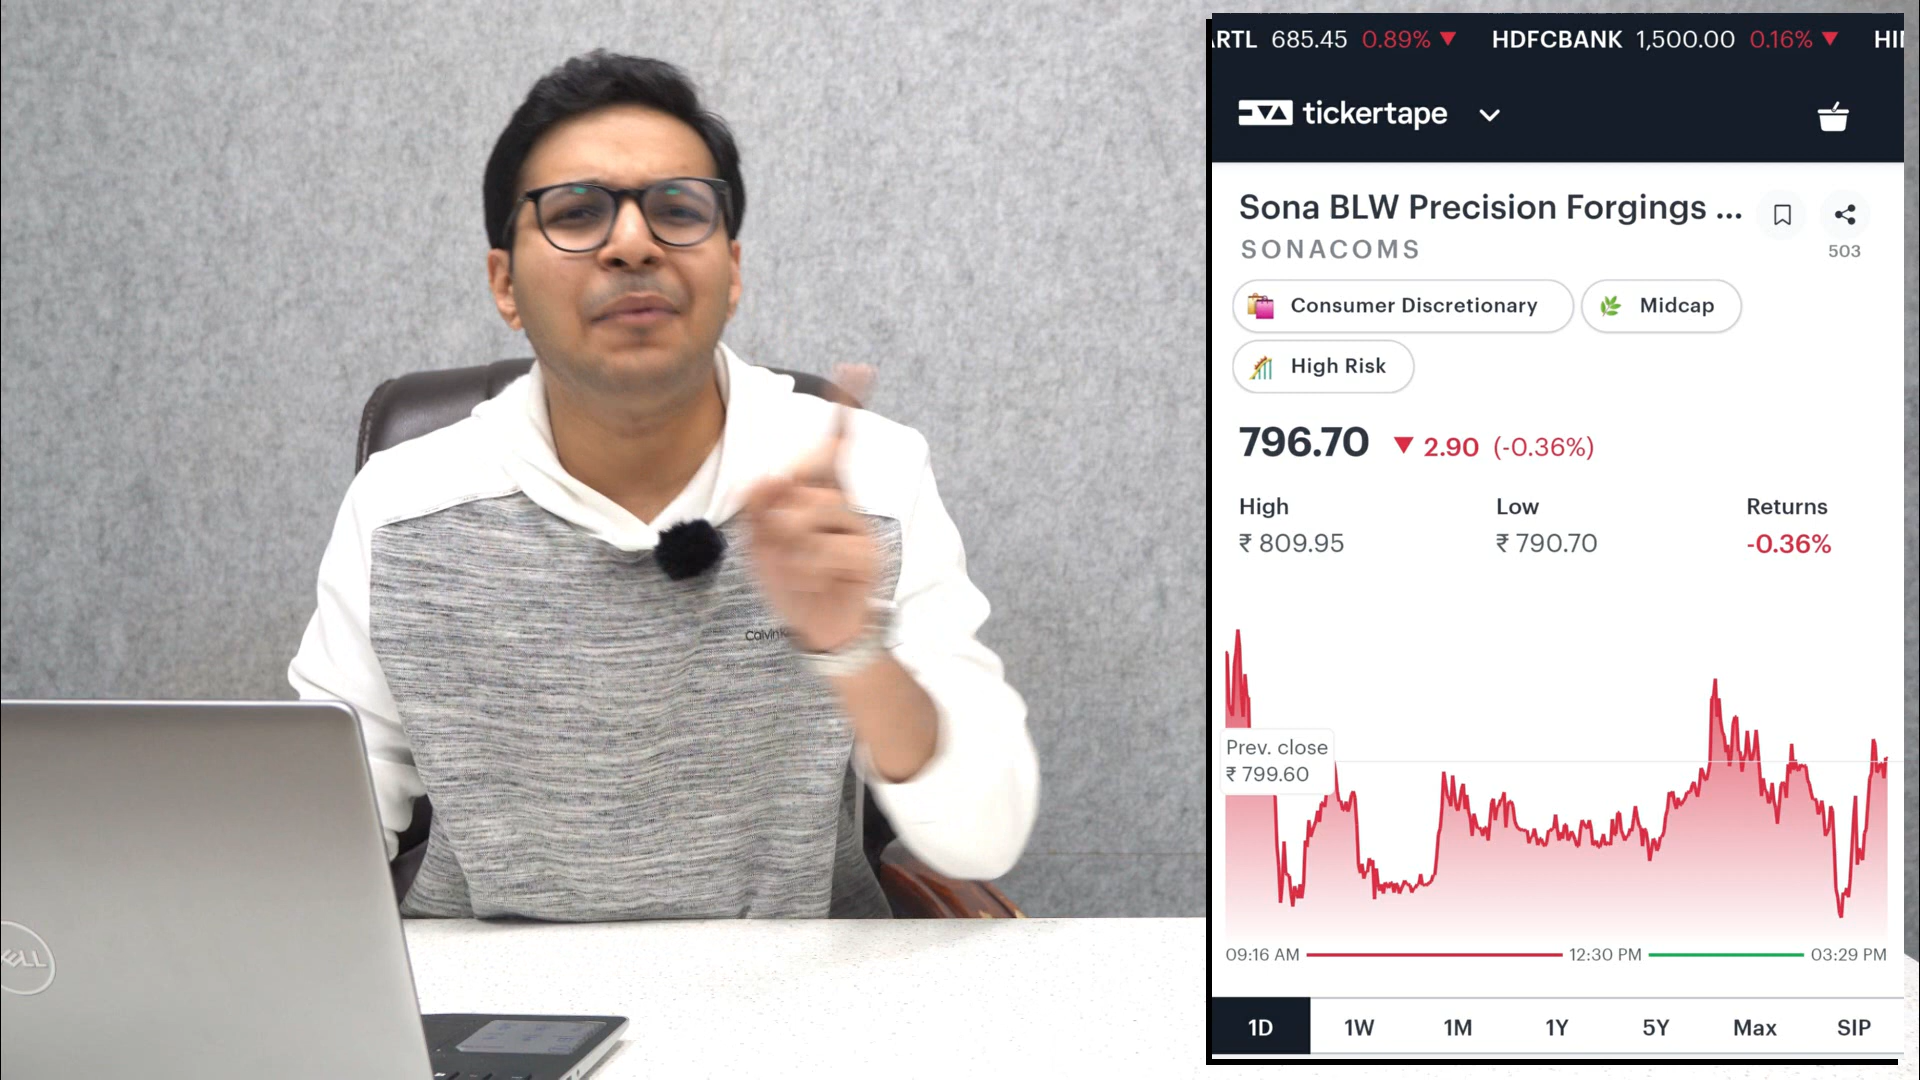 ARTL 685.45 0.89% ▼ HDFCBANK 1,500.00 0.16% ▼ HI
tickertape
Sona BLW Precision Forgings ...
SONACOMS
503
Consumer Discretionary
Midcap
High Risk
796.70 ▼ 2.90 (-0.36%)
High Low Returns
₹ 809.95 ₹ 790.70 -0.36%
Prev. close
₹ 799.60
09:16 AM 12:30 PM 03:29 PM
1D 1W 1M 1Y 5Y Max SIP
Calvin K
DELL